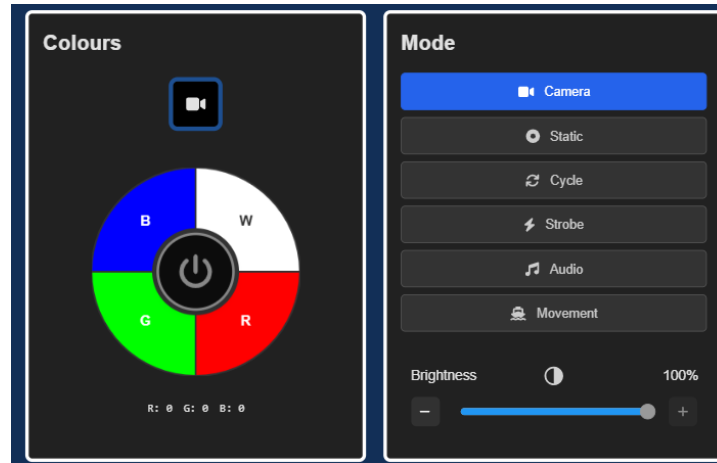 Colours
B
W
G
R
R: 0 G: 0 B: 0
Mode
Camera
Static
Cycle
Strobe
Audio
Movement
Brightness 100%